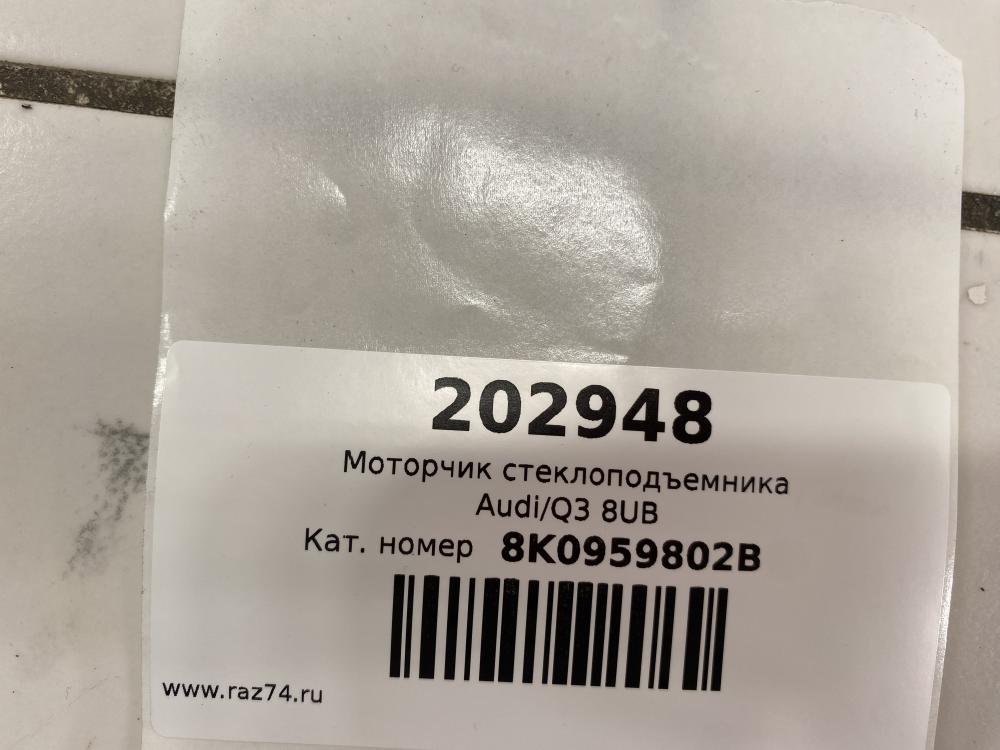 202948
Моторчик стеклоподъемника
Audi/Q3 8UB
Кат. номер 8K0959802B
www.raz74.ru